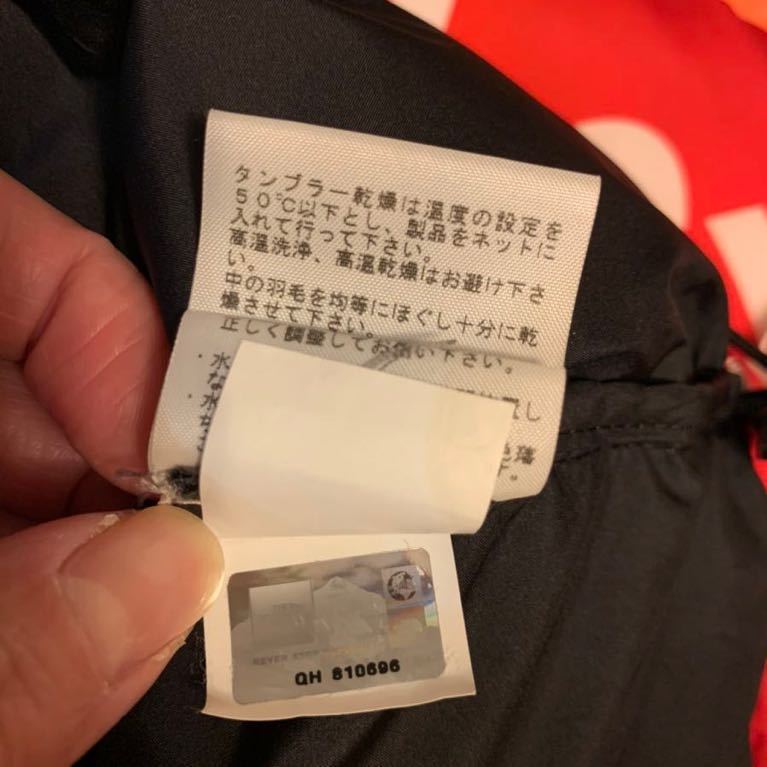 タンブラー乾燥は温度の設定を
50℃以下とし、製品をネットに
入れて行って下さい。
高温洗浄、高温乾燥はお避け下さ
い。
中の羽毛を均等にほぐし十分に乾
燥させて下さい。
正しく調整してお使い下さい。
・水
な
・水
NEVER STOP
QH 810696